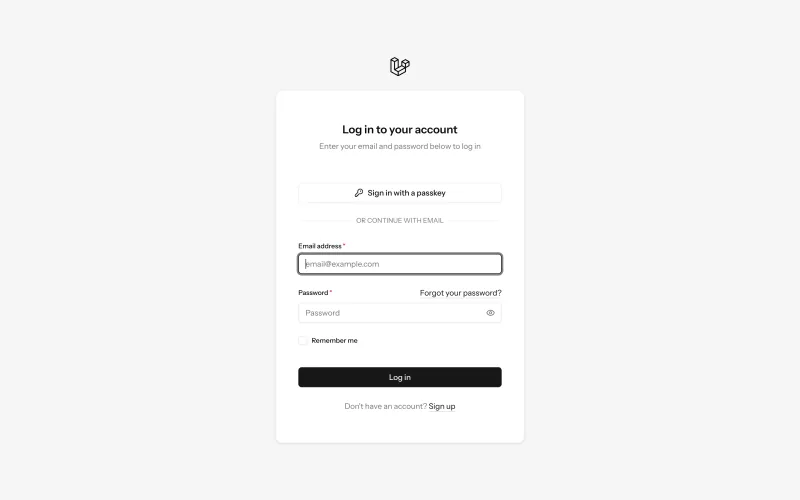 Log in to your account
Enter your email and password below to log in
Sign in with a passkey
OR CONTINUE WITH EMAIL
Email address *
email@example.com
Password * Forgot your password?
Password
Remember me
Log in
Don't have an account? Sign up